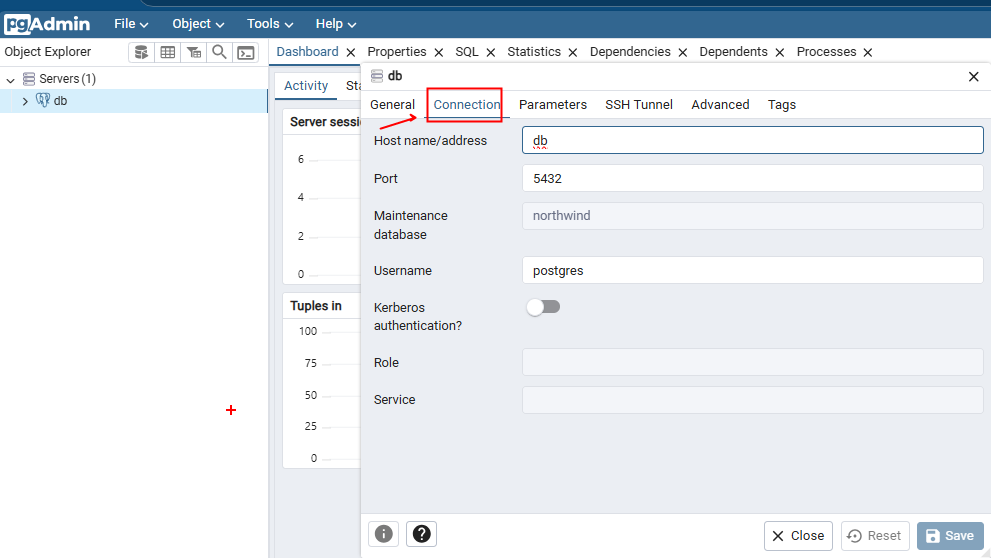 pgAdmin File Object Tools Help
Object Explorer
Dashboard Properties SQL Statistics Dependencies Dependents Processes
Servers (1)
db
Activity Sta
Server sessi
6
4
2
0
Tuples in
100
75
50
25
0
db
General Connection Parameters SSH Tunnel Advanced Tags
Host name/address db
Port 5432
Maintenance
database
northwind
Username postgres
Kerberos
authentication?
Role
Service
Close Reset Save